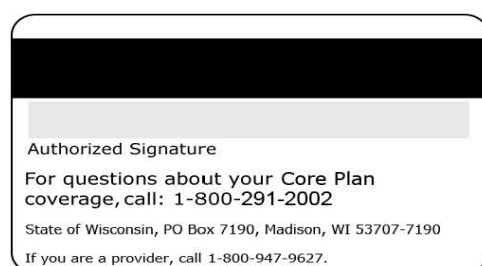 Authorized Signature
For questions about your Core Plan
coverage, call: 1-800-291-2002
State of Wisconsin, PO Box 7190, Madison, WI 53707-7190
If you are a provider, call 1-800-947-9627.